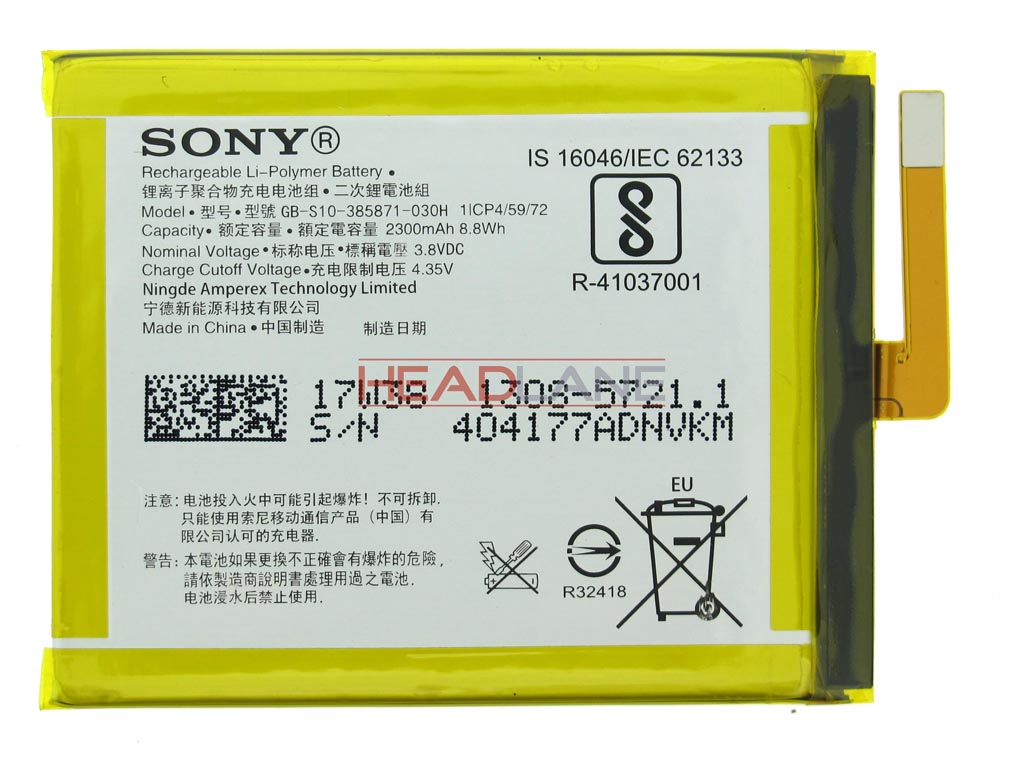 SONY®
Rechargeable Li-Polymer Battery •
锂离子聚合物充电电池组 • 二次鋰電池組
Model • 型号 • 型號 GB-S10-385871-030H 1ICP4/59/72
Capacity • 额定容量 • 額定電容量 2300mAh 8.8Wh
Nominal Voltage • 标称电压 • 標稱電壓 3.8VDC
Charge Cutoff Voltage • 充电限制电压 4.35V
Ningde Amperex Technology Limited
宁德新能源科技有限公司
Made in China • 中国制造 制造日期
IS 16046/IEC 62133
R-41037001
HEADLANE
17W38 1308-5721.1
S/N 404177ADNVKM
注意: 电池投入火中可能引起爆炸! 不可拆卸.
只能使用索尼移动通信产品 (中国) 有
限公司认可的充电器.
警告: 本電池如果更換不正確會有爆炸的危險,
請依製造商說明書處理用過之電池.
电池浸水后禁止使用.
R32418
EU